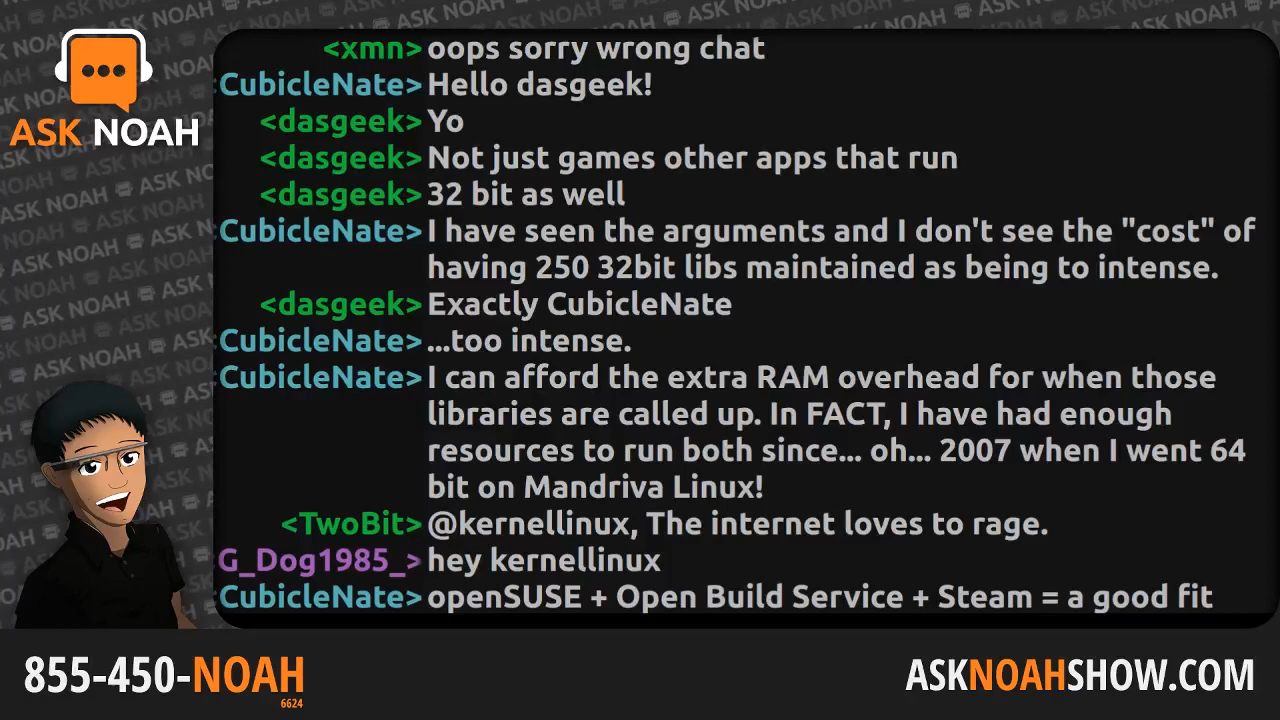 ASK NOAH
<xmn> oops sorry wrong chat
CubicleNate> Hello dasgeek!
<dasgeek> Yo
<dasgeek> Not just games other apps that run
<dasgeek> 32 bit as well
CubicleNate> I have seen the arguments and I don't see the "cost" of
having 250 32bit libs maintained as being to intense.
<dasgeek> Exactly CubicleNate
CubicleNate> ...too intense.
CubicleNate> I can afford the extra RAM overhead for when those
libraries are called up. In FACT, I have had enough
resources to run both since... oh... 2007 when I went 64
bit on Mandriva Linux!
<TwoBit> @kernellinux, The internet loves to rage.
G_Dog1985_> hey kernellinux
CubicleNate> openSUSE + Open Build Service + Steam = a good fit
855-450-NOAH
6624
ASKNOAHSHOW.COM